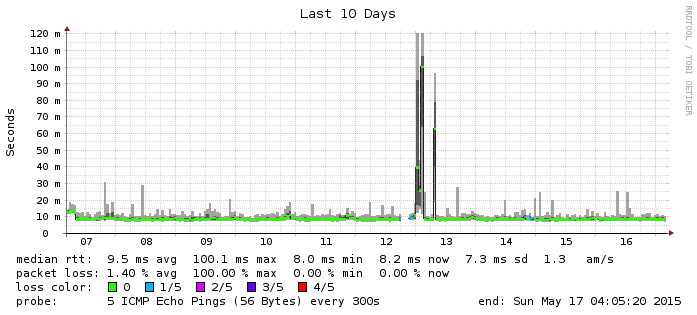 Last 10 Days
RRDTOOL / TOBI OETIKER
Seconds
120 m
110 m
100 m
90 m
80 m
70 m
60 m
50 m
40 m
30 m
20 m
10 m
0
07 08 09 10 11 12 13 14 15 16
median rtt: 9.5 ms avg 100.1 ms max 8.0 ms min 8.2 ms now 7.3 ms sd 1.3 am/s
packet loss: 1.40 % avg 100.00 % max 0.00 % min 0.00 % now
loss color: 0 1/5 2/5 3/5 4/5
probe: 5 ICMP Echo Pings (56 Bytes) every 300s end: Sun May 17 04:05:20 2015